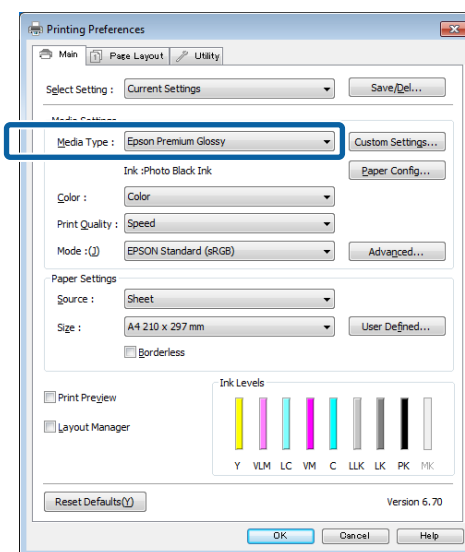 Printing Preferences
Main Page Layout Utility
Select Setting : Current Settings Save/Del...
Media Settings
Media Type : Epson Premium Glossy Custom Settings...
Ink :Photo Black Ink Paper Config...
Color : Color
Print Quality : Speed
Mode :(J) EPSON Standard (sRGB) Advanced...
Paper Settings
Source : Sheet
Size : A4 210 x 297 mm User Defined...
Borderless
Ink Levels
Print Preview
Layout Manager
Y VLM LC VM C LLK LK PK MK
Reset Defaults(Y) Version 6.70
OK Cancel Help